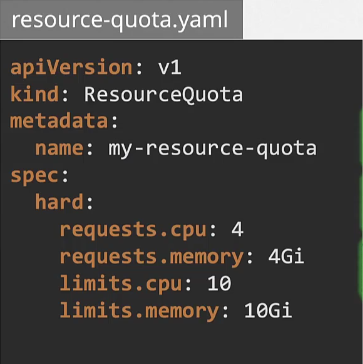 resource-quota.yaml
apiVersion: v1
kind: ResourceQuota
metadata:
  name: my-resource-quota
spec:
  hard:
    requests.cpu: 4
    requests.memory: 4Gi
    limits.cpu: 10
    limits.memory: 10Gi